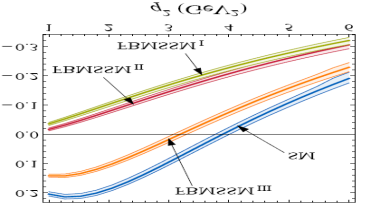 q² (GeV²)
1 2 3 4 5 6
-0.3
FBMSSM I
FBMSSM II
-0.2
-0.1
0.0
SM
0.1
FBMSSM III
0.2